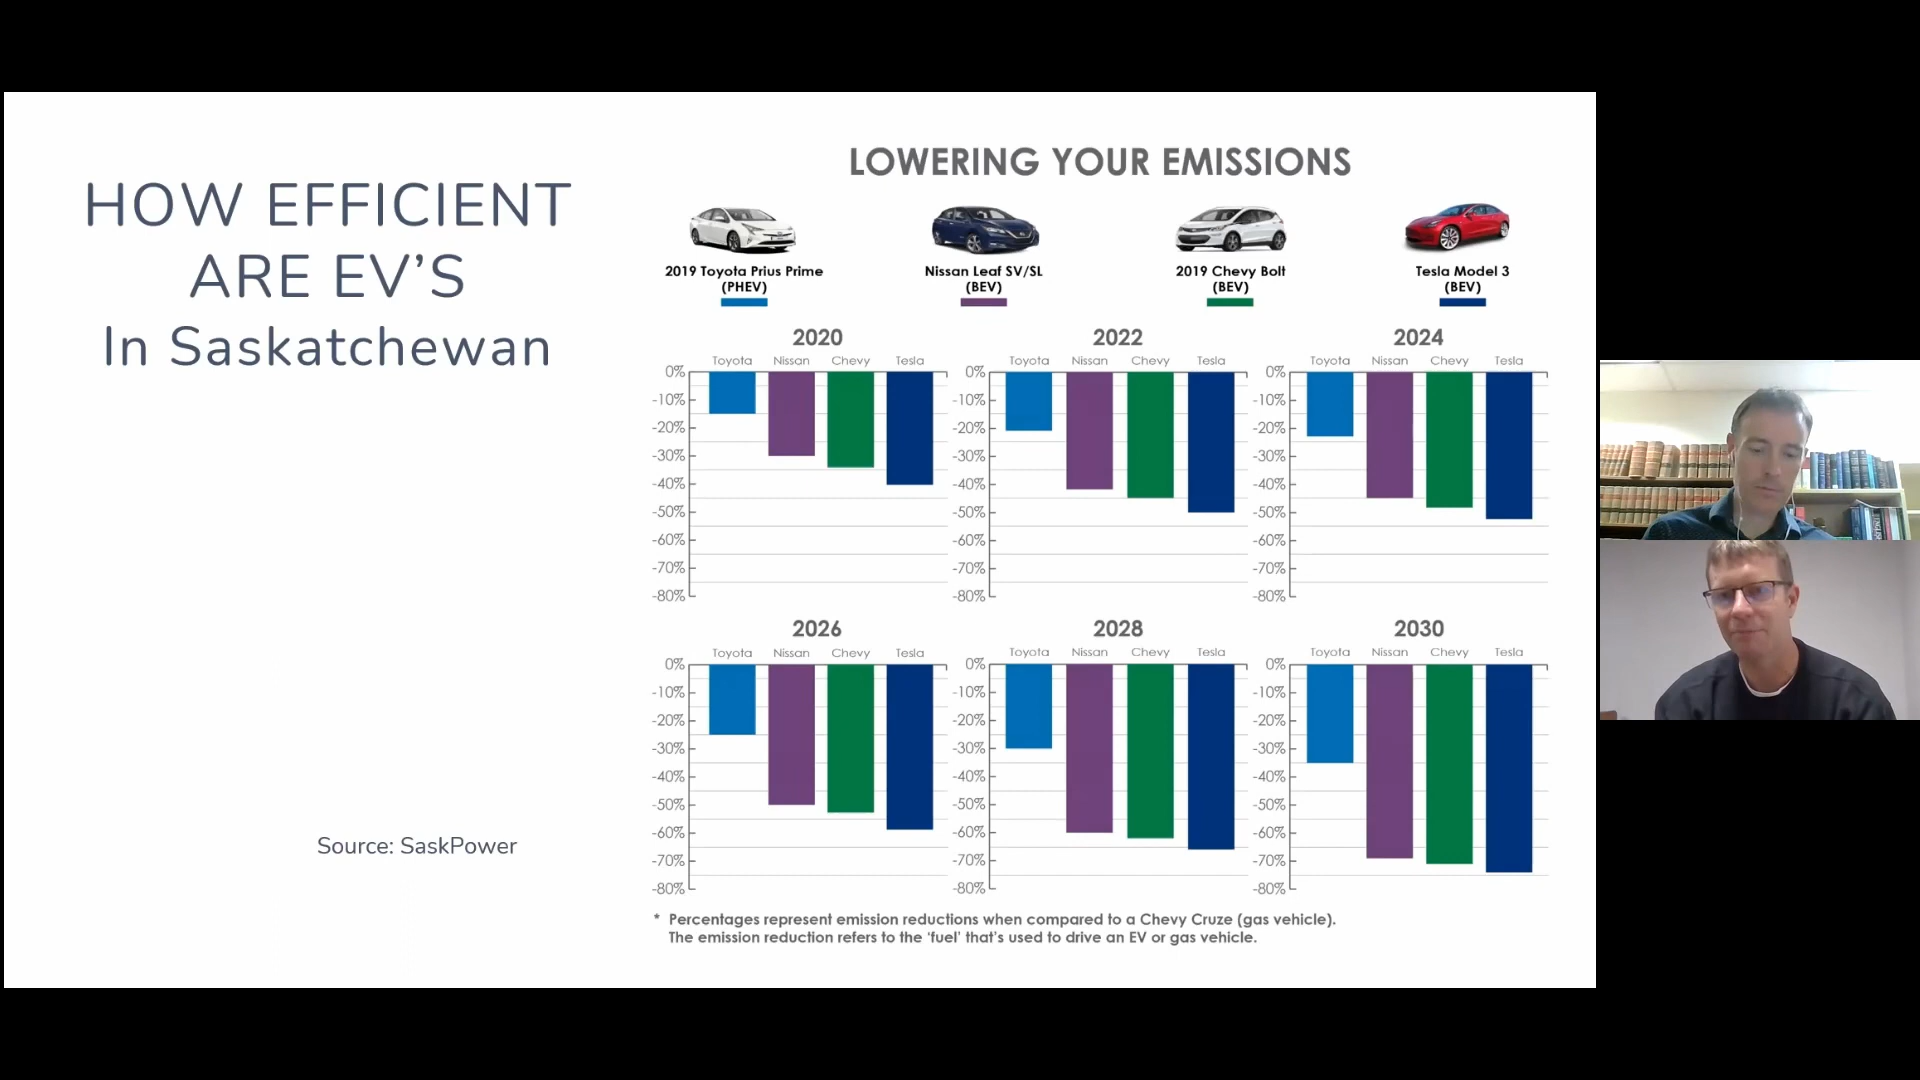 HOW EFFICIENT
ARE EV’S
In Saskatchewan
Source: SaskPower
LOWERING YOUR EMISSIONS
2019 Toyota Prius Prime
(PHEV)
Nissan Leaf SV/SL
(BEV)
2019 Chevy Bolt
(BEV)
Tesla Model 3
(BEV)
2020
Toyota Nissan Chevy Tesla
0%
-10%
-20%
-30%
-40%
-50%
-60%
-70%
-80%
2022
Toyota Nissan Chevy Tesla
0%
-10%
-20%
-30%
-40%
-50%
-60%
-70%
-80%
2024
Toyota Nissan Chevy Tesla
0%
-10%
-20%
-30%
-40%
-50%
-60%
-70%
-80%
2026
Toyota Nissan Chevy Tesla
0%
-10%
-20%
-30%
-40%
-50%
-60%
-70%
-80%
2028
Toyota Nissan Chevy Tesla
0%
-10%
-20%
-30%
-40%
-50%
-60%
-70%
-80%
2030
Toyota Nissan Chevy Tesla
0%
-10%
-20%
-30%
-40%
-50%
-60%
-70%
-80%
* Percentages represent emission reductions when compared to a Chevy Cruze (gas vehicle).
The emission reduction refers to the ‘fuel’ that’s used to drive an EV or gas vehicle.